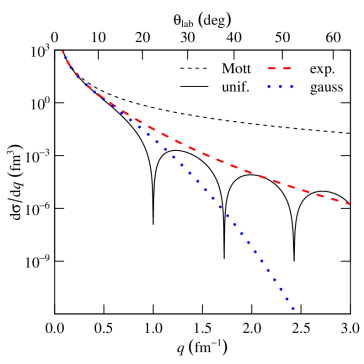 θlab (deg)
0 10 20 30 40 50 60
10³
10⁰
10⁻³
10⁻⁶
10⁻⁹
dσ/dq (fm³)
Mott exp.
unif. gauss
0.0 0.5 1.0 1.5 2.0 2.5 3.0
q (fm⁻¹)